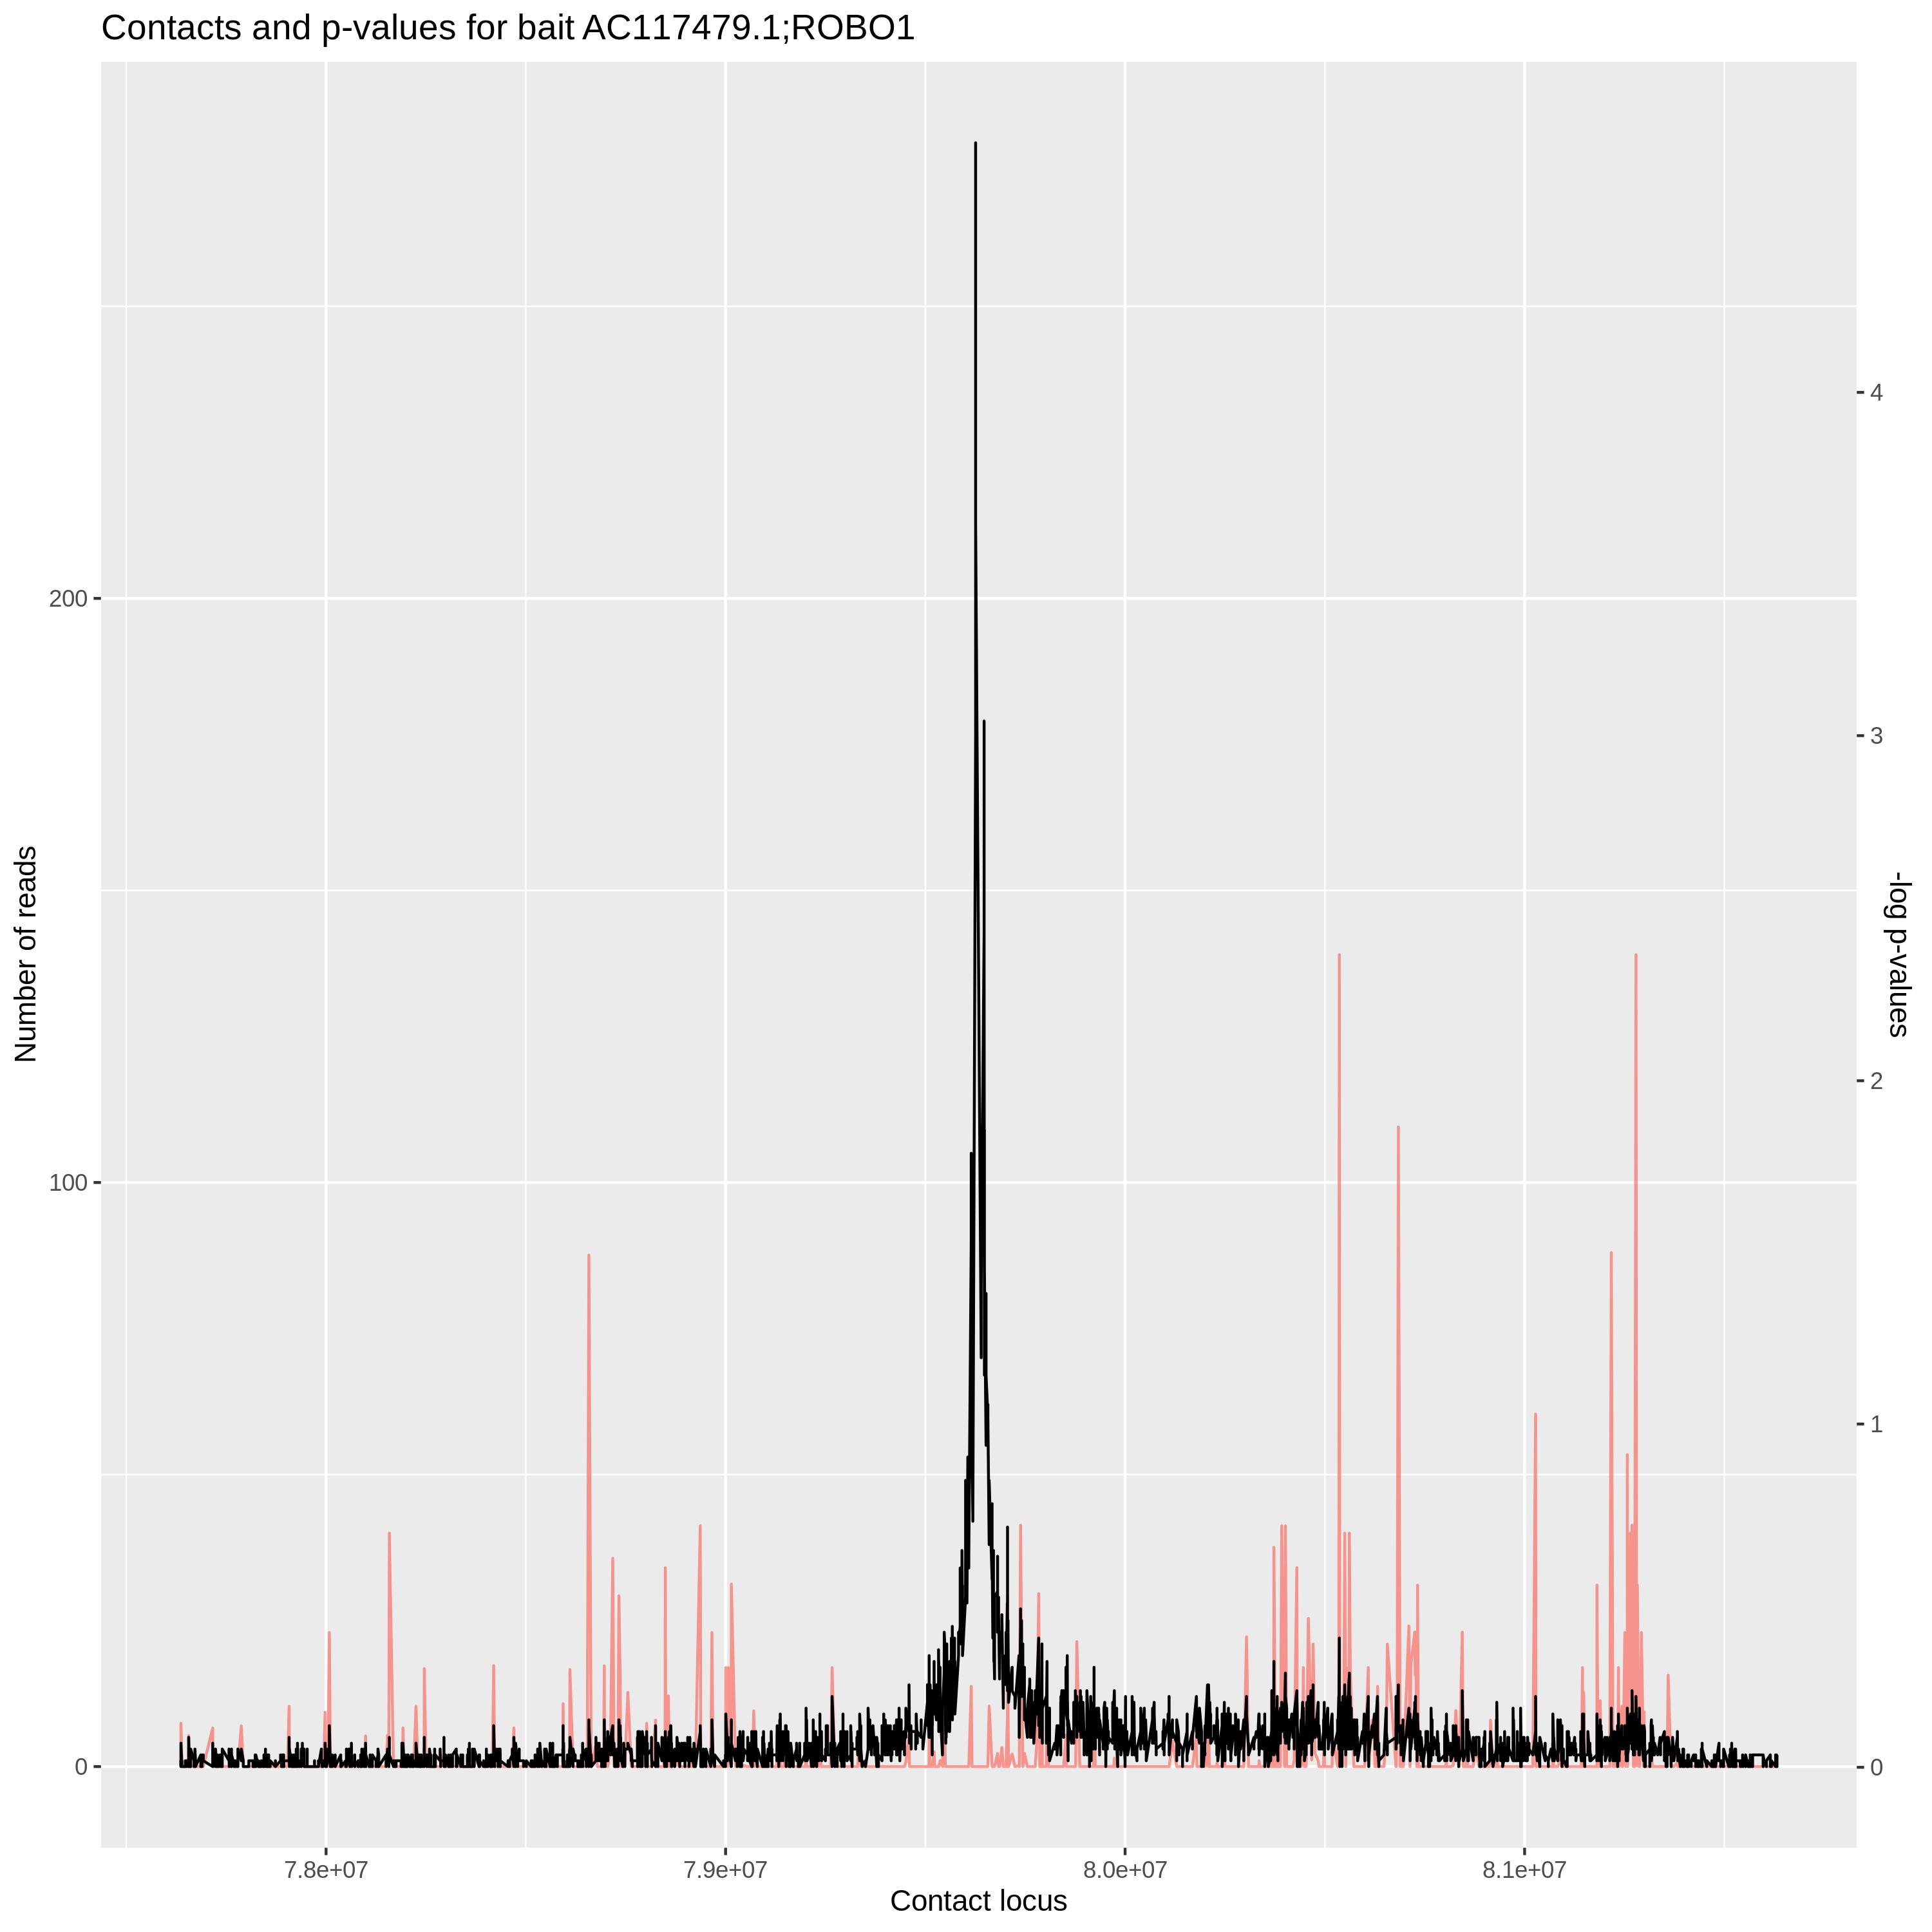 Contacts and p-values for bait AC117479.1;ROBO1
200
100
0
Number of reads
4
3
2
1
0
-log p-values
7.8e+07
7.9e+07
8.0e+07
8.1e+07
Contact locus